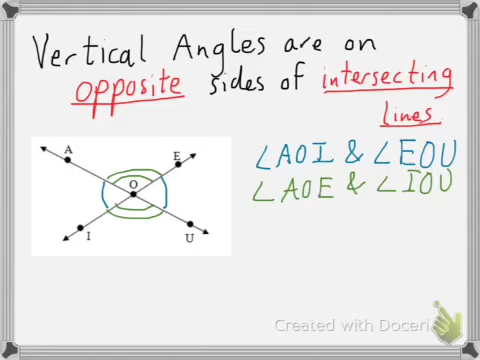 Vertical Angles are on
opposite sides of intersecting
lines.
∠AOI & ∠EOU
∠AOE & ∠IOU
A
E
O
I
U
Created with Doceri